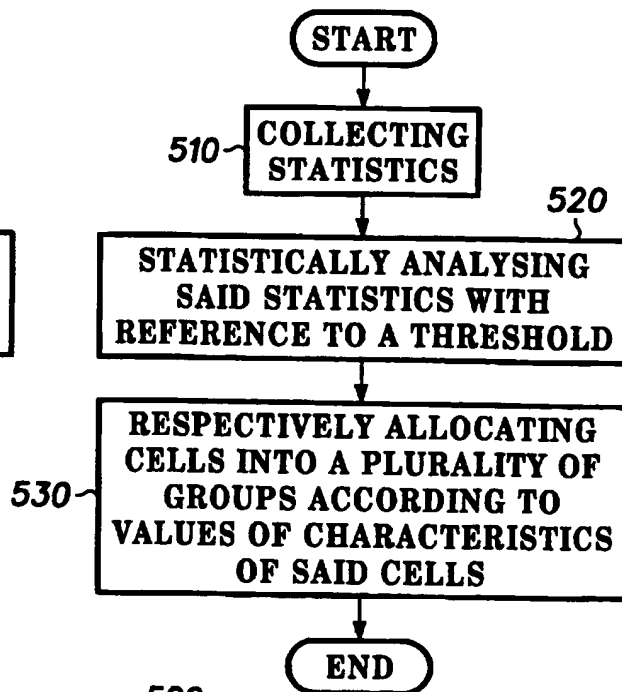 START
510
COLLECTING
STATISTICS
520
STATISTICALLY ANALYSING
SAID STATISTICS WITH
REFERENCE TO A THRESHOLD
530
RESPECTIVELY ALLOCATING
CELLS INTO A PLURALITY OF
GROUPS ACCORDING TO
VALUES OF CHARACTERISTICS
OF SAID CELLS
END